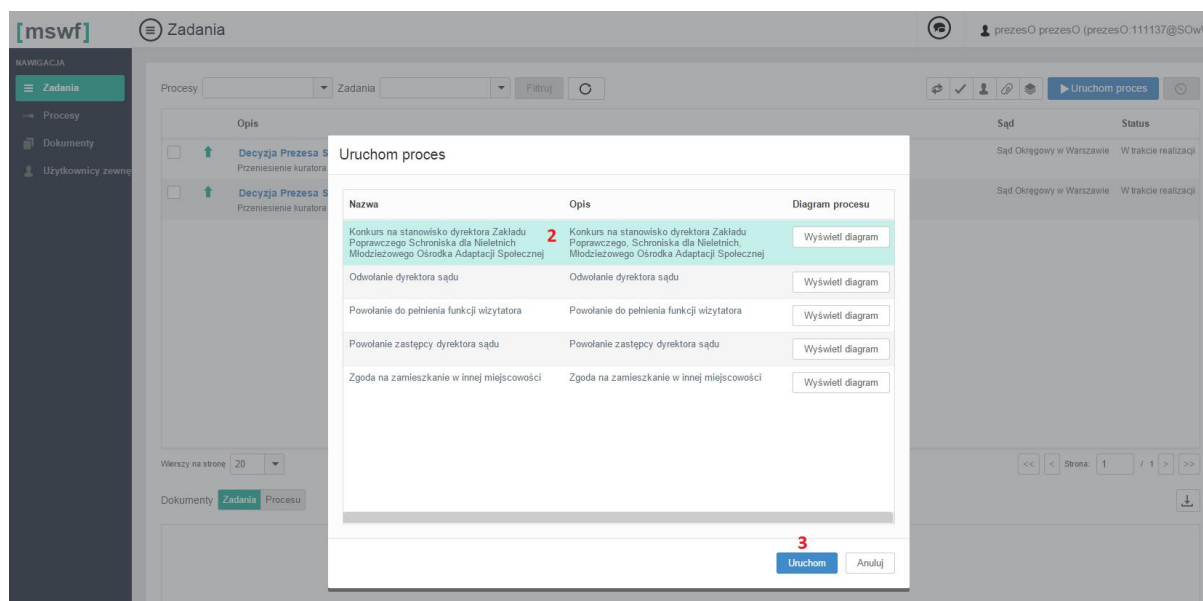 [mswf]
Zadania
prezesO prezesO (prezesO:111137@SOwW
NAWIGACJA
Zadania
Procesy
Dokumenty
Użytkownicy zewnę
Procesy
Zadania
Filtruj
Uruchom proces
Opis
Sąd
Status
Decyzja Prezesa S
Przeniesienie kuratora
Sąd Okręgowy w Warszawie
W trakcie realizacji
Decyzja Prezesa S
Przeniesienie kuratora
Sąd Okręgowy w Warszawie
W trakcie realizacji
Uruchom proces
Nazwa
Opis
Diagram procesu
Konkurs na stanowisko dyrektora Zakładu
Poprawczego Schroniska dla Nieletnich
Młodzieżowego Ośrodka Adaptacji Społecznej
2
Konkurs na stanowisko dyrektora Zakładu
Poprawczego, Schroniska dla Nieletnich,
Młodzieżowego Ośrodka Adaptacji Społecznej
Wyświetl diagram
Odwołanie dyrektora sądu
Odwołanie dyrektora sądu
Wyświetl diagram
Powołanie do pełnienia funkcji wizytatora
Powołanie do pełnienia funkcji wizytatora
Wyświetl diagram
Powołanie zastępcy dyrektora sądu
Powołanie zastępcy dyrektora sądu
Wyświetl diagram
Zgoda na zamieszkanie w innej miejscowości
Zgoda na zamieszkanie w innej miejscowości
Wyświetl diagram
Wierszy na stronę 20
<< < Strona: 1 / 1 > >>
Dokumenty Zadania Procesu
3
Uruchom
Anuluj